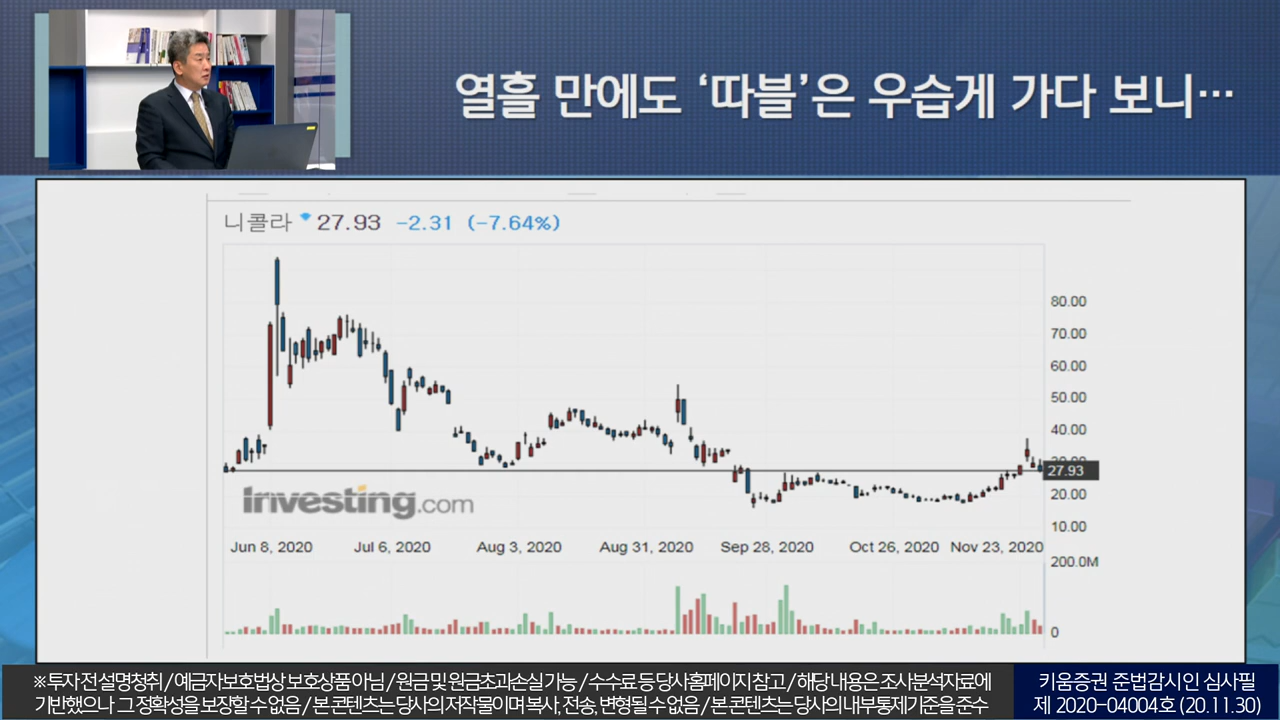 열흘 만에도 ‘따블’은 우습게 가다 보니…
니콜라 27.93 -2.31 (-7.64%)
80.00
70.00
60.00
50.00
40.00
30.00
27.93
20.00
10.00
Investing.com
Jun 8, 2020 Jul 6, 2020 Aug 3, 2020 Aug 31, 2020 Sep 28, 2020 Oct 26, 2020 Nov 23, 2020
200.0M
0
※ 투자 전 설명청취 / 예금자보호법상 보호상품 아님 / 원금 및 원금초과손실 가능 / 수수료 등 당사홈페이지 참고 / 해당 내용은 조사분석자료에
기반했으나 그 정확성을 보장할 수 없음 / 본 콘텐츠는 당사의 저작물이며 복사, 전송, 변형될 수 없음 / 본 콘텐츠는 당사의 내부통제기준을 준수
키움증권 준법감시인 심사필
제 2020-04004호 (20.11.30)